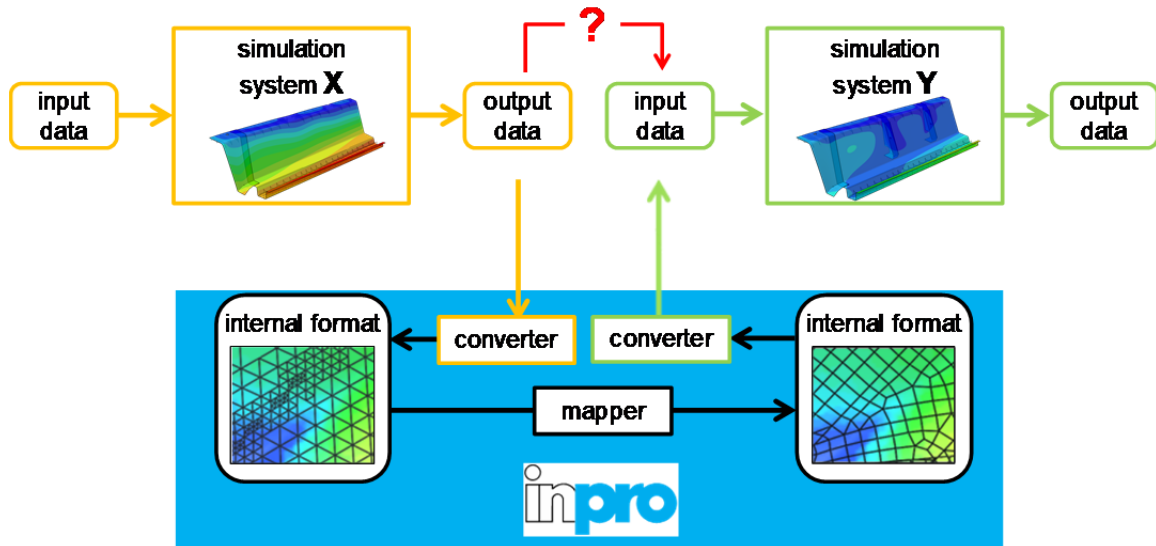 ?
simulation
system X
simulation
system Y
input
data
output
data
input
data
output
data
internal format
converter
converter
internal format
mapper
inpro